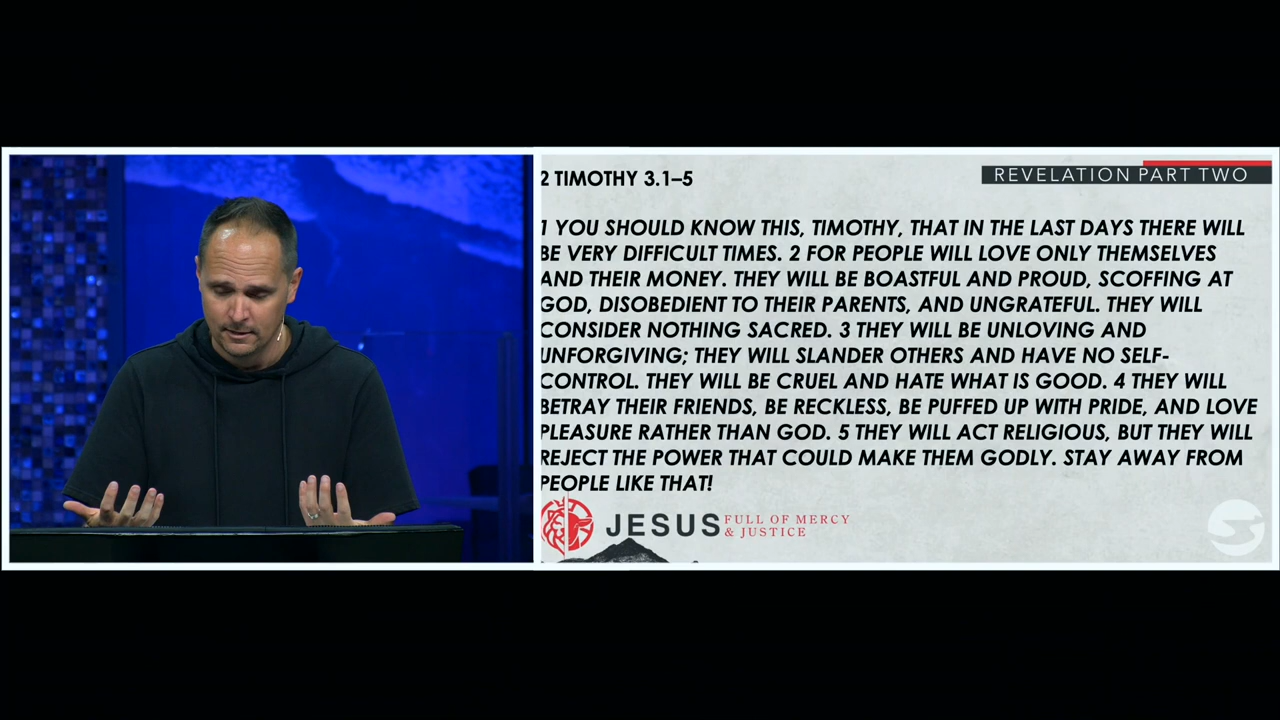 2 TIMOTHY 3.1–5
REVELATION PART TWO
1 YOU SHOULD KNOW THIS, TIMOTHY, THAT IN THE LAST DAYS THERE WILL
BE VERY DIFFICULT TIMES. 2 FOR PEOPLE WILL LOVE ONLY THEMSELVES
AND THEIR MONEY. THEY WILL BE BOASTFUL AND PROUD, SCOFFING AT
GOD, DISOBEDIENT TO THEIR PARENTS, AND UNGRATEFUL. THEY WILL
CONSIDER NOTHING SACRED. 3 THEY WILL BE UNLOVING AND
UNFORGIVING; THEY WILL SLANDER OTHERS AND HAVE NO SELF-
CONTROL. THEY WILL BE CRUEL AND HATE WHAT IS GOOD. 4 THEY WILL
BETRAY THEIR FRIENDS, BE RECKLESS, BE PUFFED UP WITH PRIDE, AND LOVE
PLEASURE RATHER THAN GOD. 5 THEY WILL ACT RELIGIOUS, BUT THEY WILL
REJECT THE POWER THAT COULD MAKE THEM GODLY. STAY AWAY FROM
PEOPLE LIKE THAT!
JESUS FULL OF MERCY
& JUSTICE